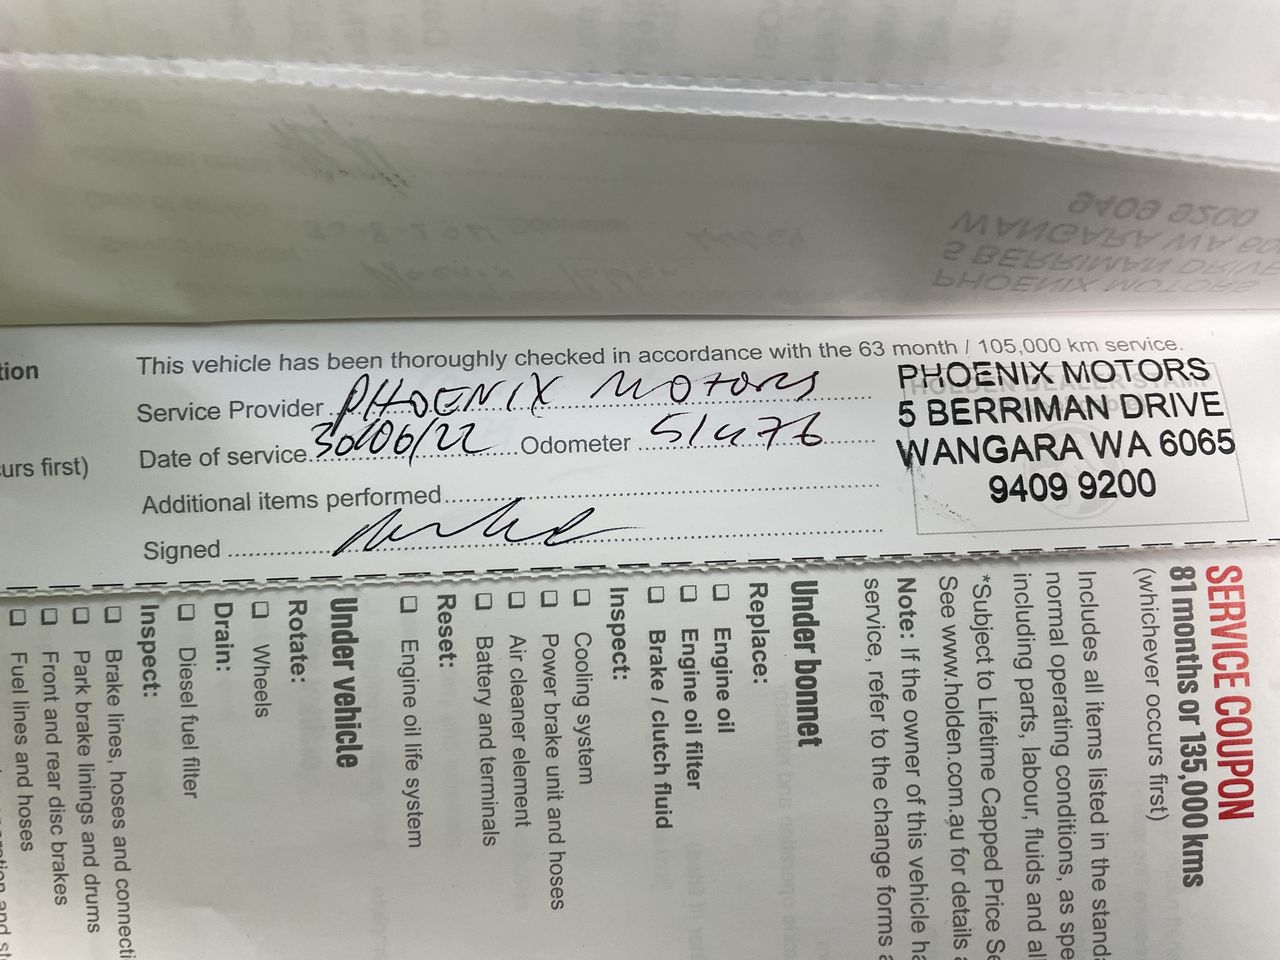 tion
urs first)
This vehicle has been thoroughly checked in accordance with the 63 month / 105,000 km service.
Service Provider PHOENIX MOTORS
Date of service 30/06/22 Odometer 51476
Additional items performed
Signed
PHOENIX MOTORS
5 BERRIMAN DRIVE
WANGARA WA 6065
9409 9200
SERVICE COUPON
81 months or 135,000 kms
(whichever occurs first)
Includes all items listed in the standa
normal operating conditions, as spe
including parts, labour, fluids and al
*Subject to Lifetime Capped Price Se
See www.holden.com.au for details a
Note: If the owner of this vehicle ha
service, refer to the change forms a
Under bonnet
Replace:
Engine oil
Engine oil filter
Brake / clutch fluid
Inspect:
Cooling system
Power brake unit and hoses
Air cleaner element
Battery and terminals
Reset:
Engine oil life system
Under vehicle
Rotate:
Wheels
Drain:
Diesel fuel filter
Inspect:
Brake lines, hoses and connecti
Park brake linings and drums
Front and rear disc brakes
Fuel lines and hoses